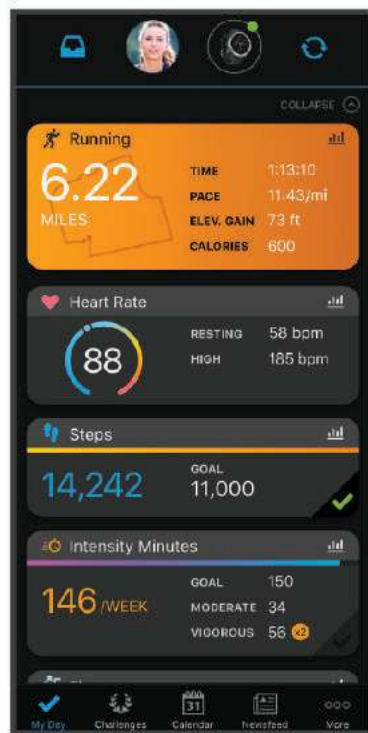 COLLAPSE
Running
6.22
MILES
TIME 1:13:10
PACE 11:43/mi
ELEV. GAIN 73 ft
CALORIES 600
Heart Rate
88
RESTING 58 bpm
HIGH 185 bpm
Steps
14,242
GOAL
11,000
Intensity Minutes
146 /WEEK
GOAL 150
MODERATE 34
VIGOROUS 56 x2
31
My Day Challenges Calendar Newsfeed More